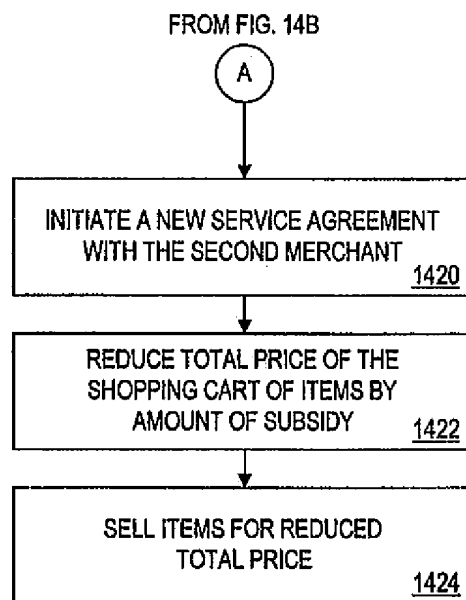 FROM FIG. 14B
A
INITIATE A NEW SERVICE AGREEMENT
WITH THE SECOND MERCHANT
1420
REDUCE TOTAL PRICE OF THE
SHOPPING CART OF ITEMS BY
AMOUNT OF SUBSIDY
1422
SELL ITEMS FOR REDUCED
TOTAL PRICE
1424